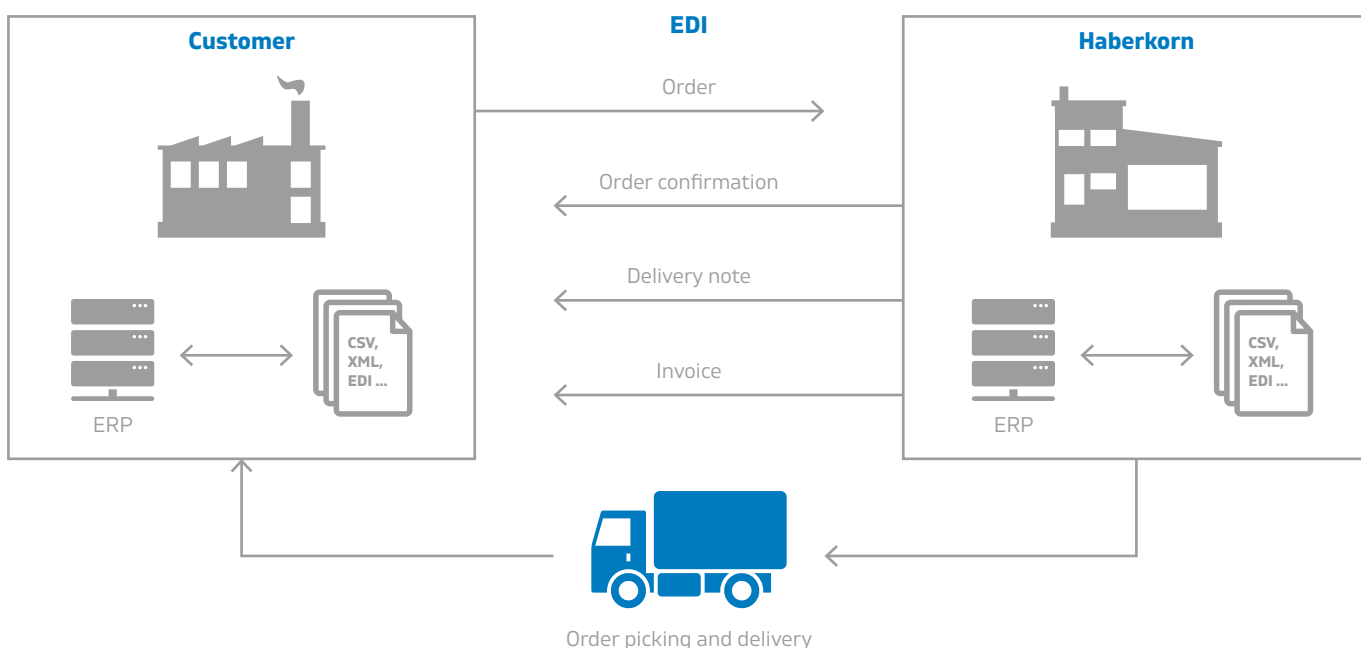 EDI
Customer
Haberkorn
Order
Order confirmation
Delivery note
Invoice
CSV,
XML,
EDI ...
ERP
CSV,
XML,
EDI ...
ERP
Order picking and delivery